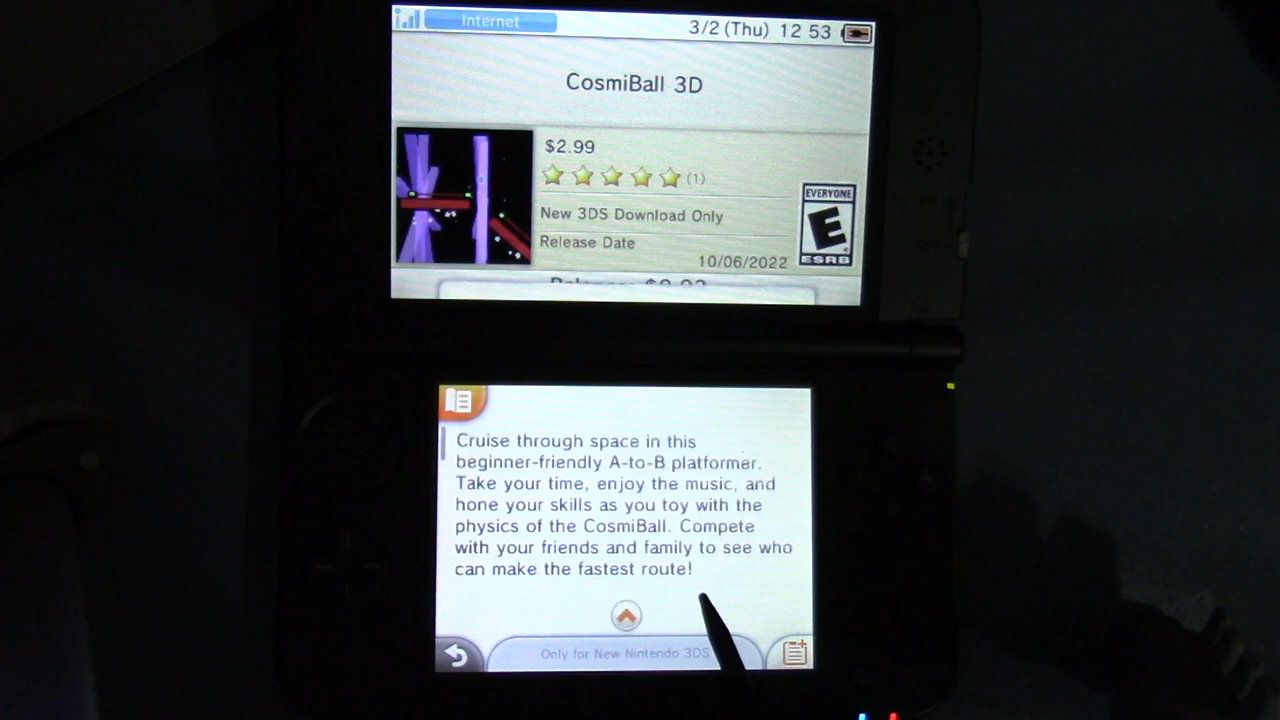 Internet
3/2 (Thu) 12 53
CosmiBall 3D
$2.99
(1)
New 3DS Download Only
Release Date
10/06/2022
EVERYONE
E
ESRB
Cruise through space in this
beginner-friendly A-to-B platformer.
Take your time, enjoy the music, and
hone your skills as you toy with the
physics of the CosmiBall. Compete
with your friends and family to see who
can make the fastest route!
Only for New Nintendo 3DS